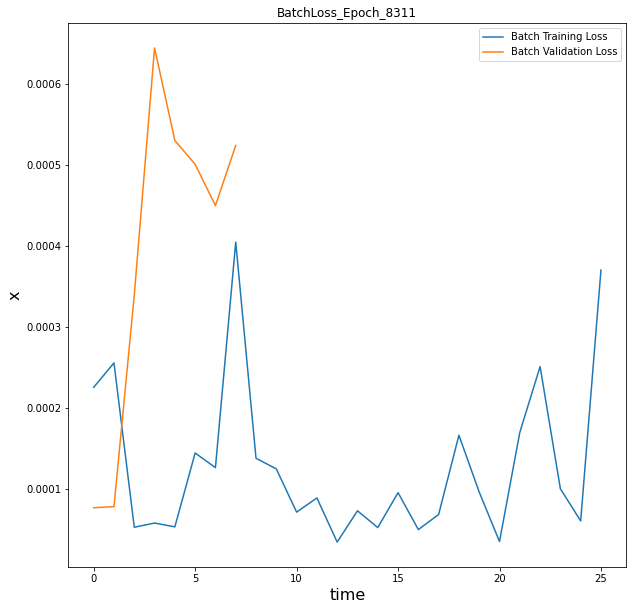 BatchLoss_Epoch_8311
Batch Training Loss
Batch Validation Loss
0.0006
0.0005
0.0004
0.0003
0.0002
0.0001
x
0 5 10 15 20 25
time